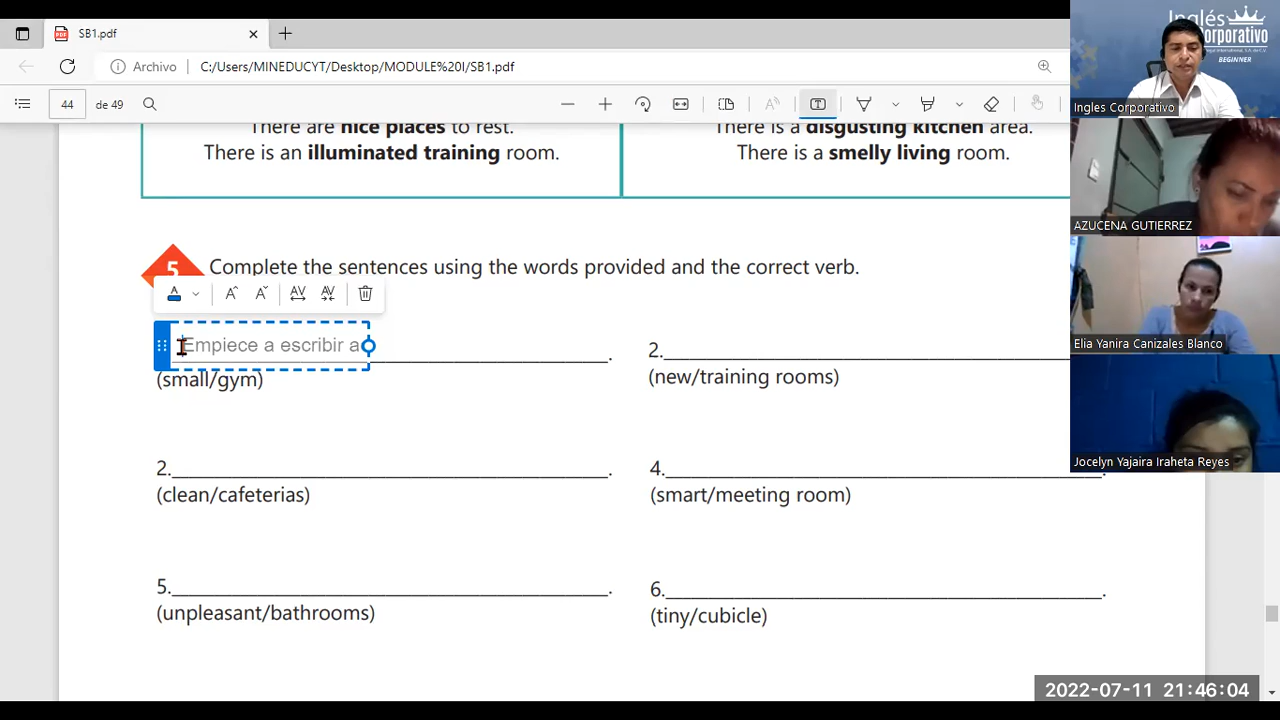 SB1.pdf
Archivo
C:/Users/MINEDUCYT/Desktop/MODULE%20I/SB1.pdf
44
de 49
There are nice places to rest.
There is an illuminated training room.
There is a disgusting kitchen area.
There is a smelly living room.
5
Complete the sentences using the words provided and the correct verb.
Empiece a escribir a
(small/gym)
2.
(new/training rooms)
2.
(clean/cafeterias)
4.
(smart/meeting room)
5.
(unpleasant/bathrooms)
6.
(tiny/cubicle)
Inglés
Corporativo
BEGINNER
Ingles Corporativo
AZUCENA GUTIERREZ
Elia Yanira Canizales Blanco
Jocelyn Yajaira Iraheta Reyes
2022-07-11 21:46:04